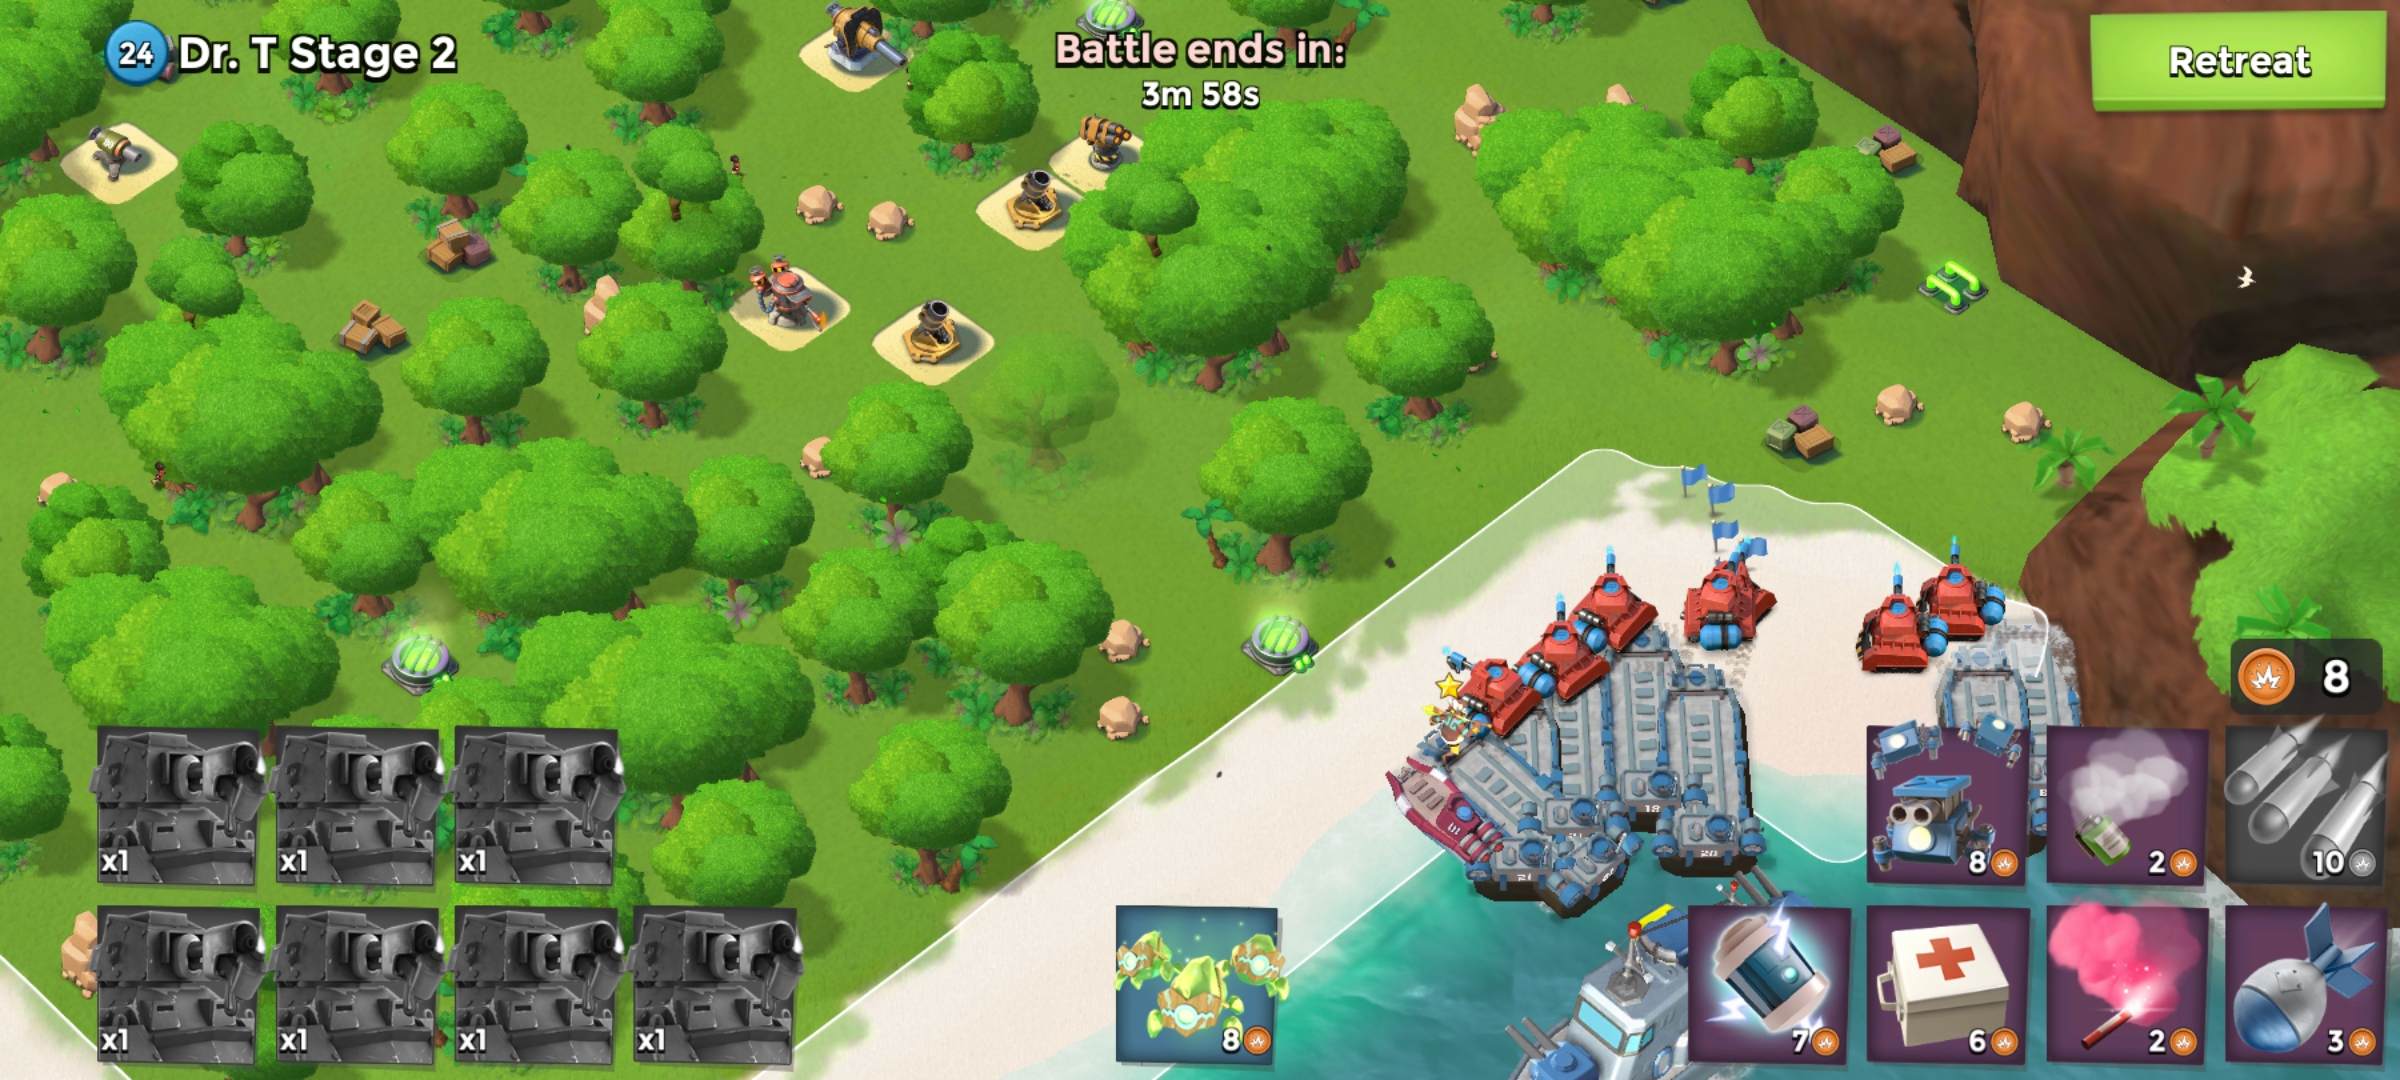 24 Dr. T Stage 2
Battle ends in:
3m 58s
Retreat
8
x1 x1 x1
8 2 10
x1 x1 x1 x1
8 7 6 2 3
18